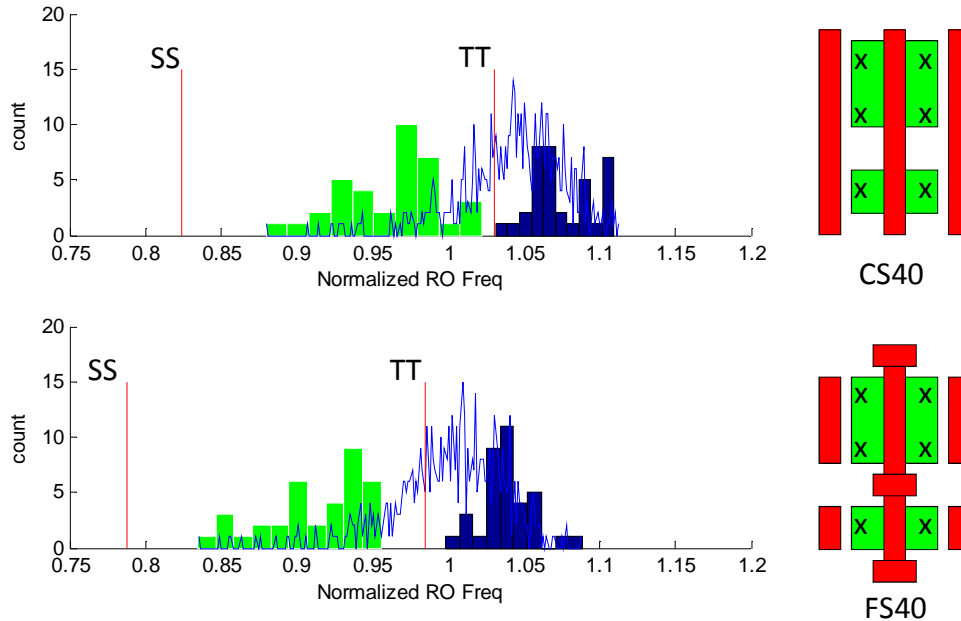 20
15
10
5
0
count
SS
TT
0.75 0.8 0.85 0.9 0.95 1 1.05 1.1 1.15 1.2
Normalized RO Freq
X X
X X
X X
CS40
20
15
10
5
0
count
SS
TT
0.75 0.8 0.85 0.9 0.95 1 1.05 1.1 1.15 1.2
Normalized RO Freq
X X
X X
X X
FS40